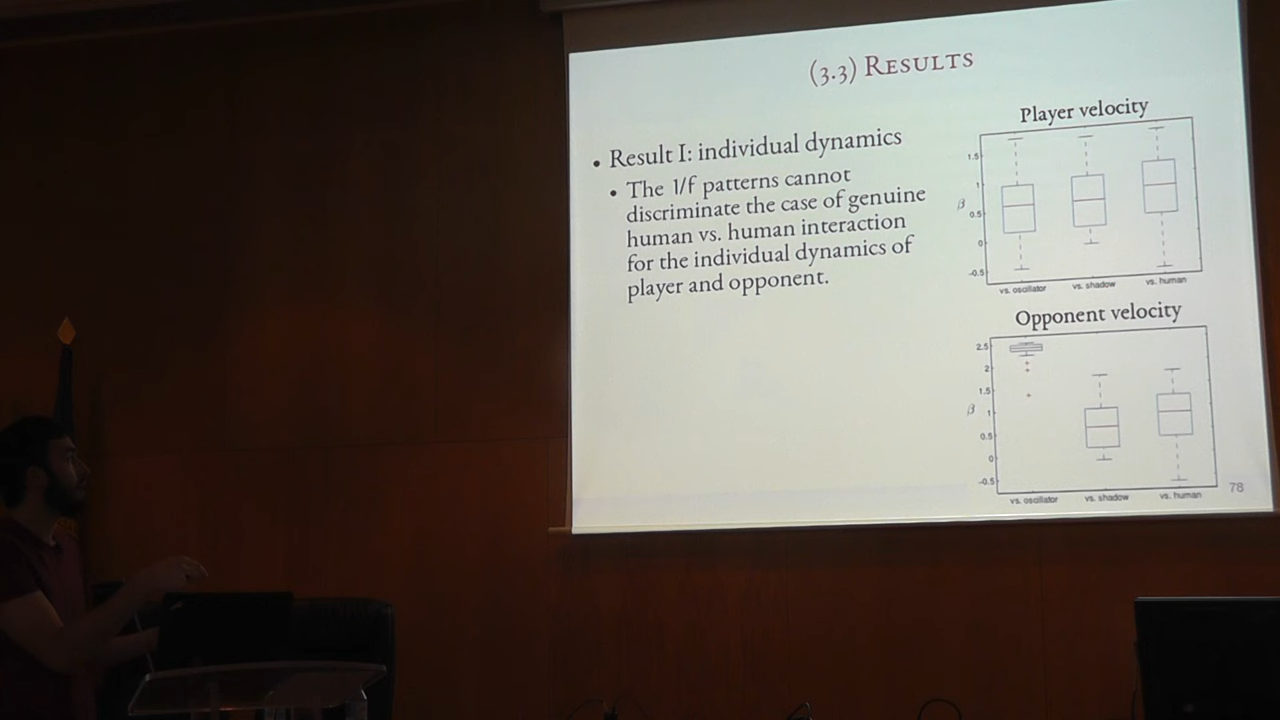 (3.3) Results
• Result I: individual dynamics
• The 1/f patterns cannot
discriminate the case of genuine
human vs. human interaction
for the individual dynamics of
player and opponent.
Player velocity
1.5
1
β
0.5
0
-0.5
vs. oscillator vs. shadow vs. human
Opponent velocity
2.5
2
1.5
β 1
0.5
0
-0.5
vs. oscillator vs. shadow vs. human
78